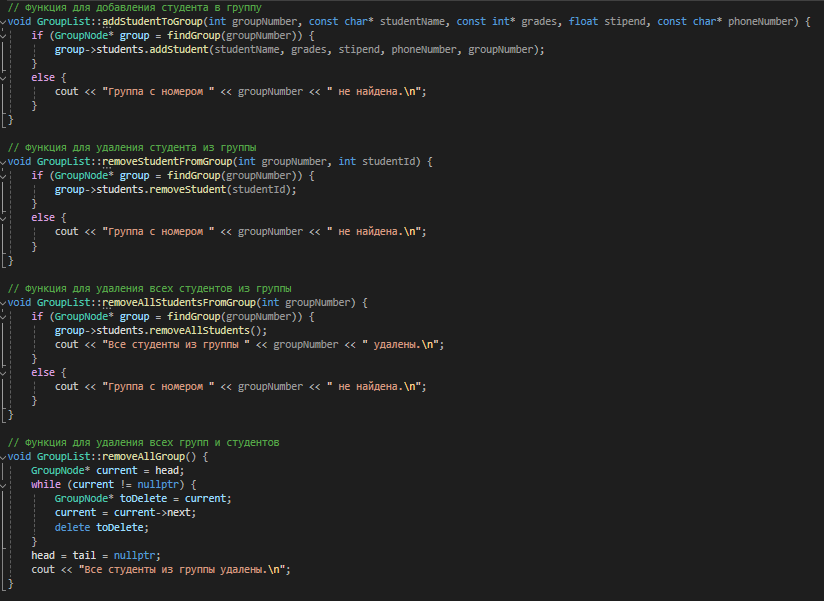 // Функция для добавления студента в группу
void GroupList::addStudentToGroup(int groupNumber, const char* studentName, const int* grades, float stipend, const char* phoneNumber) {
if (GroupNode* group = findGroup(groupNumber)) {
group->students.addStudent(studentName, grades, stipend, phoneNumber, groupNumber);
}
else {
cout << "Группа с номером " << groupNumber << " не найдена.\n";
}
}
// Функция для удаления студента из группы
void GroupList::removeStudentFromGroup(int groupNumber, int studentId) {
if (GroupNode* group = findGroup(groupNumber)) {
group->students.removeStudent(studentId);
}
else {
cout << "Группа с номером " << groupNumber << " не найдена.\n";
}
}
// Функция для удаления всех студентов из группы
void GroupList::removeAllStudentsFromGroup(int groupNumber) {
if (GroupNode* group = findGroup(groupNumber)) {
group->students.removeAllStudents();
cout << "Все студенты из группы " << groupNumber << " удалены.\n";
}
else {
cout << "Группа с номером " << groupNumber << " не найдена.\n";
}
}
// Функция для удаления всех групп и студентов
void GroupList::removeAllGroup() {
GroupNode* current = head;
while (current != nullptr) {
GroupNode* toDelete = current;
current = current->next;
delete toDelete;
}
head = tail = nullptr;
cout << "Все студенты из группы удалены.\n";
}